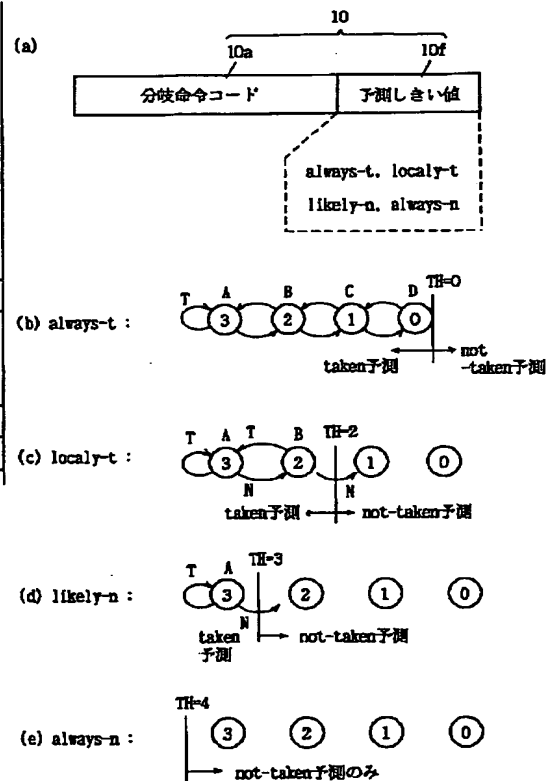 10
(a)
10a 10f
分岐命令コード 予測しきい値
always-t, localy-t
likely-n, always-n
(b) always-t :
T A B C D TH=0
3 2 1 0
taken予測 not
-taken予測
(c) localy-t :
T A T B TH=2
3 2 1 0
N N
taken予測 not-taken予測
(d) likely-n :
T A TH=3
3 2 1 0
N
taken
予測
not-taken予測
(e) always-n :
TH=4
3 2 1 0
not-taken予測のみ